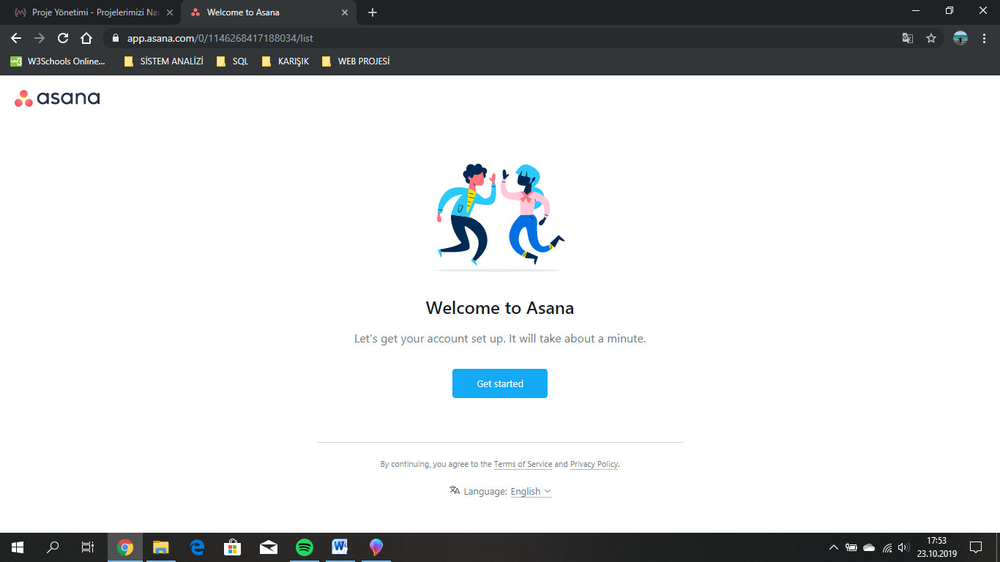 Proje Yönetimi - Projelerimizi Nas
Welcome to Asana
app.asana.com/0/1146268417188034/list
W3Schools Online...
SİSTEM ANALİZİ
SQL
KARIŞIK
WEB PROJESİ
asana
Welcome to Asana
Let's get your account set up. It will take about a minute.
Get started
By continuing, you agree to the Terms of Service and Privacy Policy.
Language: English
17:53
23.10.2019